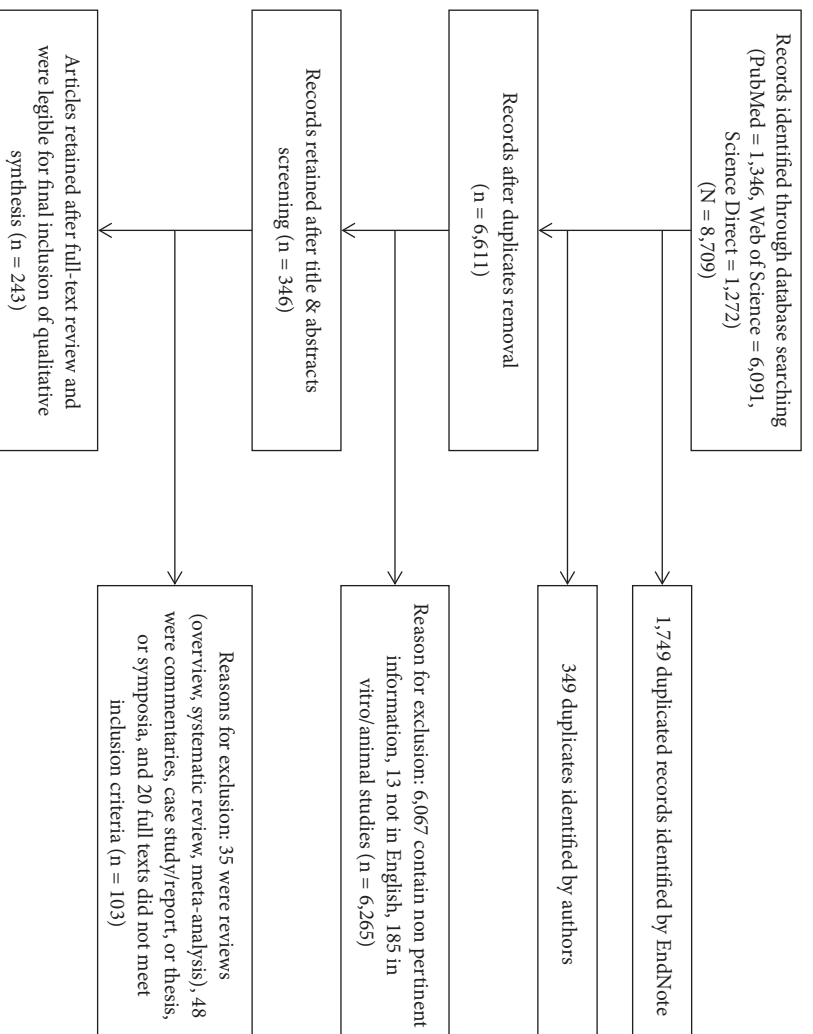 Records identified through database searching
(PubMed = 1,346, Web of Science = 6,091,
Science Direct = 1,272)
(N = 8,709)
1,749 duplicated records identified by EndNote
349 duplicates identified by authors
Records after duplicates removal
(n = 6,611)
Reason for exclusion: 6,067 contain non pertinent
information, 13 not in English, 185 in
vitro/animal studies (n = 6,265)
Records retained after title & abstracts
screening (n = 346)
Reasons for exclusion: 35 were reviews
(overview, systematic review, meta-analysis), 48
were commentaries, case study/report, or thesis,
or symposia, and 20 full texts did not meet
inclusion criteria (n = 103)
Articles retained after full-text review and
were legible for final inclusion of qualitative
synthesis (n = 243)